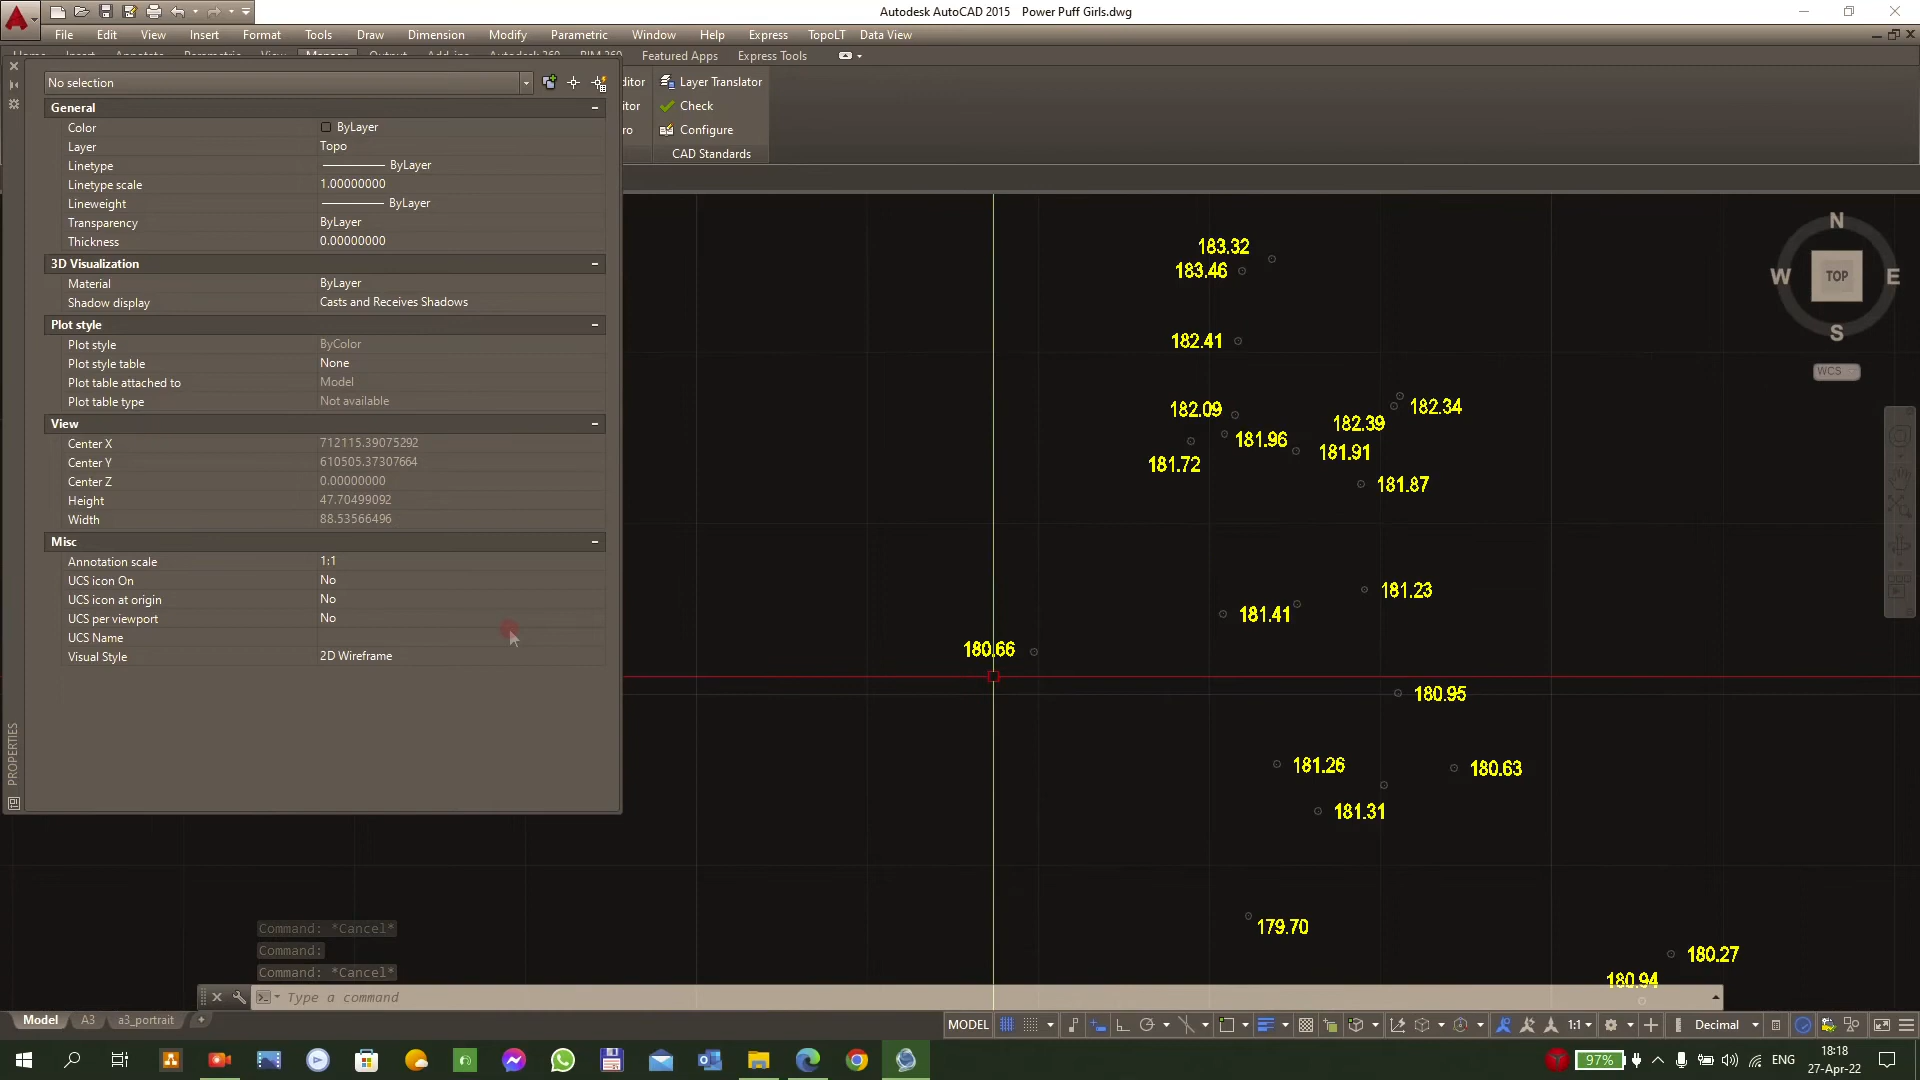 Autodesk AutoCAD 2015 Power Puff Girls.dwg
File Edit View Insert Format Tools Draw Dimension Modify Parametric Window Help Express TopoLT Data View
Featured Apps Express Tools
No selection
Layer Translator
Check
Configure
CAD Standards
General
Color ByLayer
Layer Topo
Linetype ByLayer
Linetype scale 1.00000000
Lineweight ByLayer
Transparency ByLayer
Thickness 0.00000000
3D Visualization
Material ByLayer
Shadow display Casts and Receives Shadows
Plot style
Plot style ByColor
Plot style table None
Plot table attached to Model
Plot table type Not available
View
Center X 712115.39075292
Center Y 610505.37307664
Center Z 0.00000000
Height 47.70499092
Width 88.53566496
Misc
Annotation scale 1:1
UCS icon On No
UCS icon at origin No
UCS per viewport No
UCS Name
Visual Style 2D Wireframe
PROPERTIES
N
W TOP E
S
WCS
183.32
183.46
182.41
182.09
182.34
182.39
181.96
181.91
181.72
181.87
181.23
181.41
180.66
180.95
181.26
180.63
181.31
179.70
180.27
180.94
Command: *Cancel*
Command:
Command: *Cancel*
Type a command
Model A3 a3_portrait
MODEL 1:1 Decimal
97% ENG 18:18
27-Apr-22